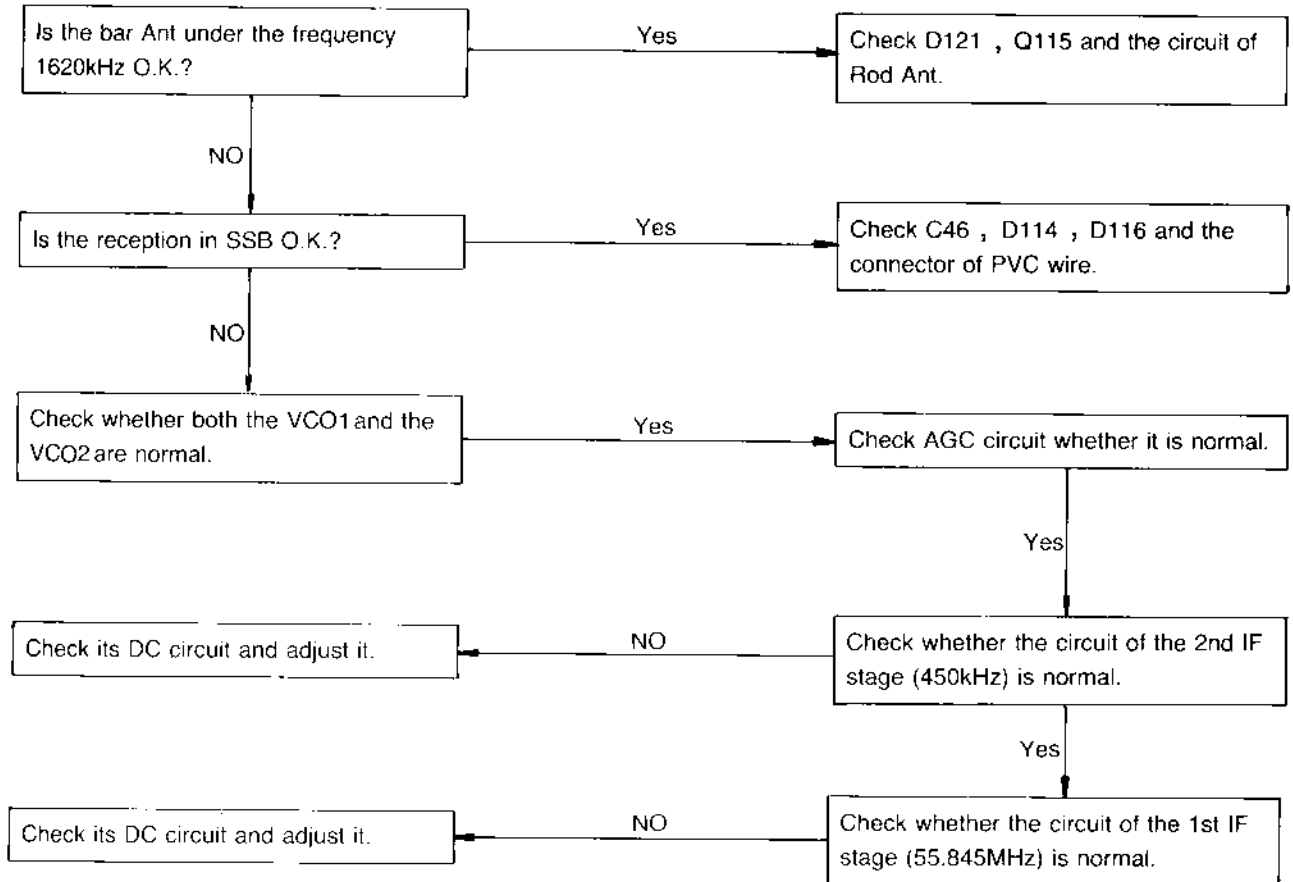 Is the bar Ant under the frequency
1620kHz O.K.?
Yes
Check D121 , Q115 and the circuit of
Rod Ant.
NO
Is the reception in SSB O.K.?
Yes
Check C46 , D114 , D116 and the
connector of PVC wire.
NO
Check whether both the VCO1 and the
VCO2 are normal.
Yes
Check AGC circuit whether it is normal.
Yes
Check its DC circuit and adjust it.
NO
Check whether the circuit of the 2nd IF
stage (450kHz) is normal.
Yes
Check its DC circuit and adjust it.
NO
Check whether the circuit of the 1st IF
stage (55.845MHz) is normal.